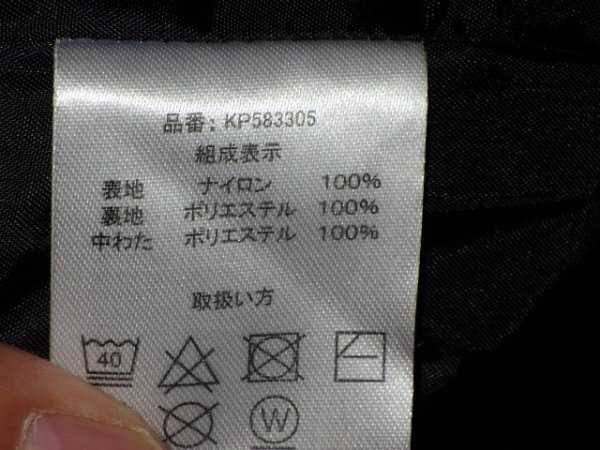 品番: KP583305
組成表示
表地 ナイロン 100%
裏地 ポリエステル 100%
中わた ポリエステル 100%
取扱い方
40
W